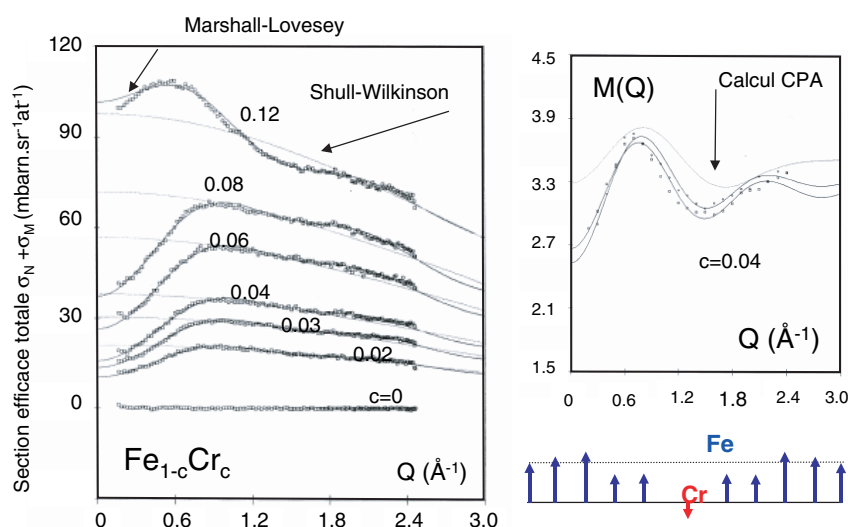 Marshall-Lovesey
Section efficace totale σN +σM (mbarn.sr-1at-1)
120
90
60
30
0
Shull-Wilkinson
0.12
0.08
0.06
0.04
0.03
0.02
c=0
Fe1-cCrc
Q (Å-1)
0 0.6 1.2 1.8 2.4 3.0
4.5
3.9
3.3
2.7
2.1
1.5
M(Q)
Calcul CPA
c=0.04
Q (Å-1)
0 0.6 1.2 1.8 2.4 3.0
Fe
Cr